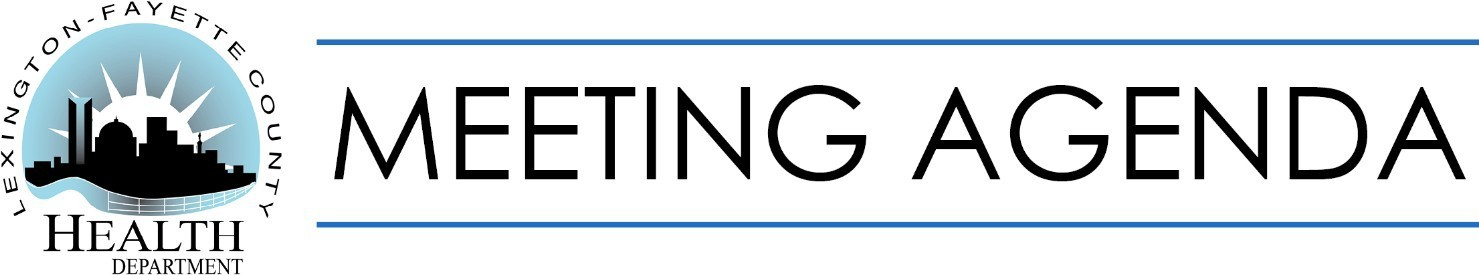 LEXINGTON-FAYETTE COUNTY
HEALTH
DEPARTMENT
MEETING AGENDA